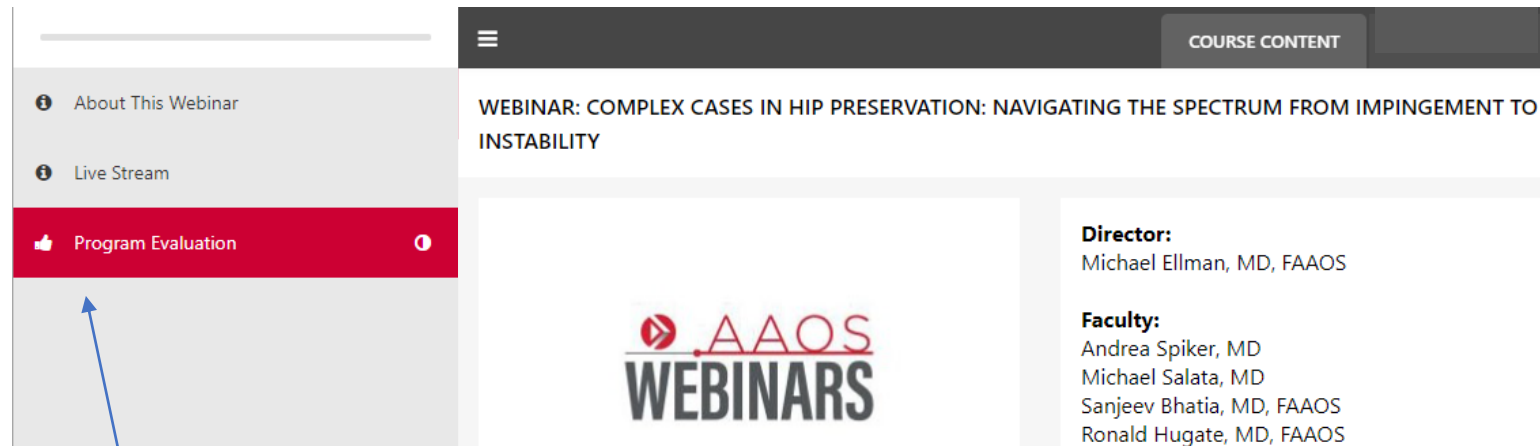 COURSE CONTENT
About This Webinar
Live Stream
Program Evaluation
WEBINAR: COMPLEX CASES IN HIP PRESERVATION: NAVIGATING THE SPECTRUM FROM IMPINGEMENT TO
INSTABILITY
AAOS
WEBINARS
Director:
Michael Ellman, MD, FAAOS
Faculty:
Andrea Spiker, MD
Michael Salata, MD
Sanjeev Bhatia, MD, FAAOS
Ronald Hugate, MD, FAAOS